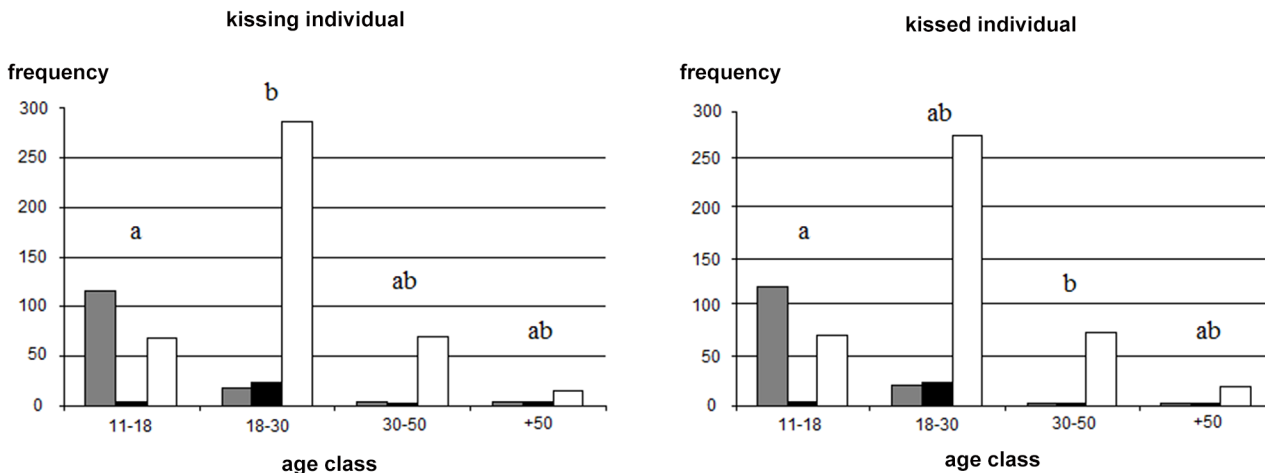 kissing individual
frequency
300
250
200
150
100
50
0
b
a
ab
ab
11-18
18-30
30-50
+50
age class
kissed individual
frequency
300
250
200
150
100
50
0
ab
a
b
ab
11-18
18-30
30-50
+50
age class